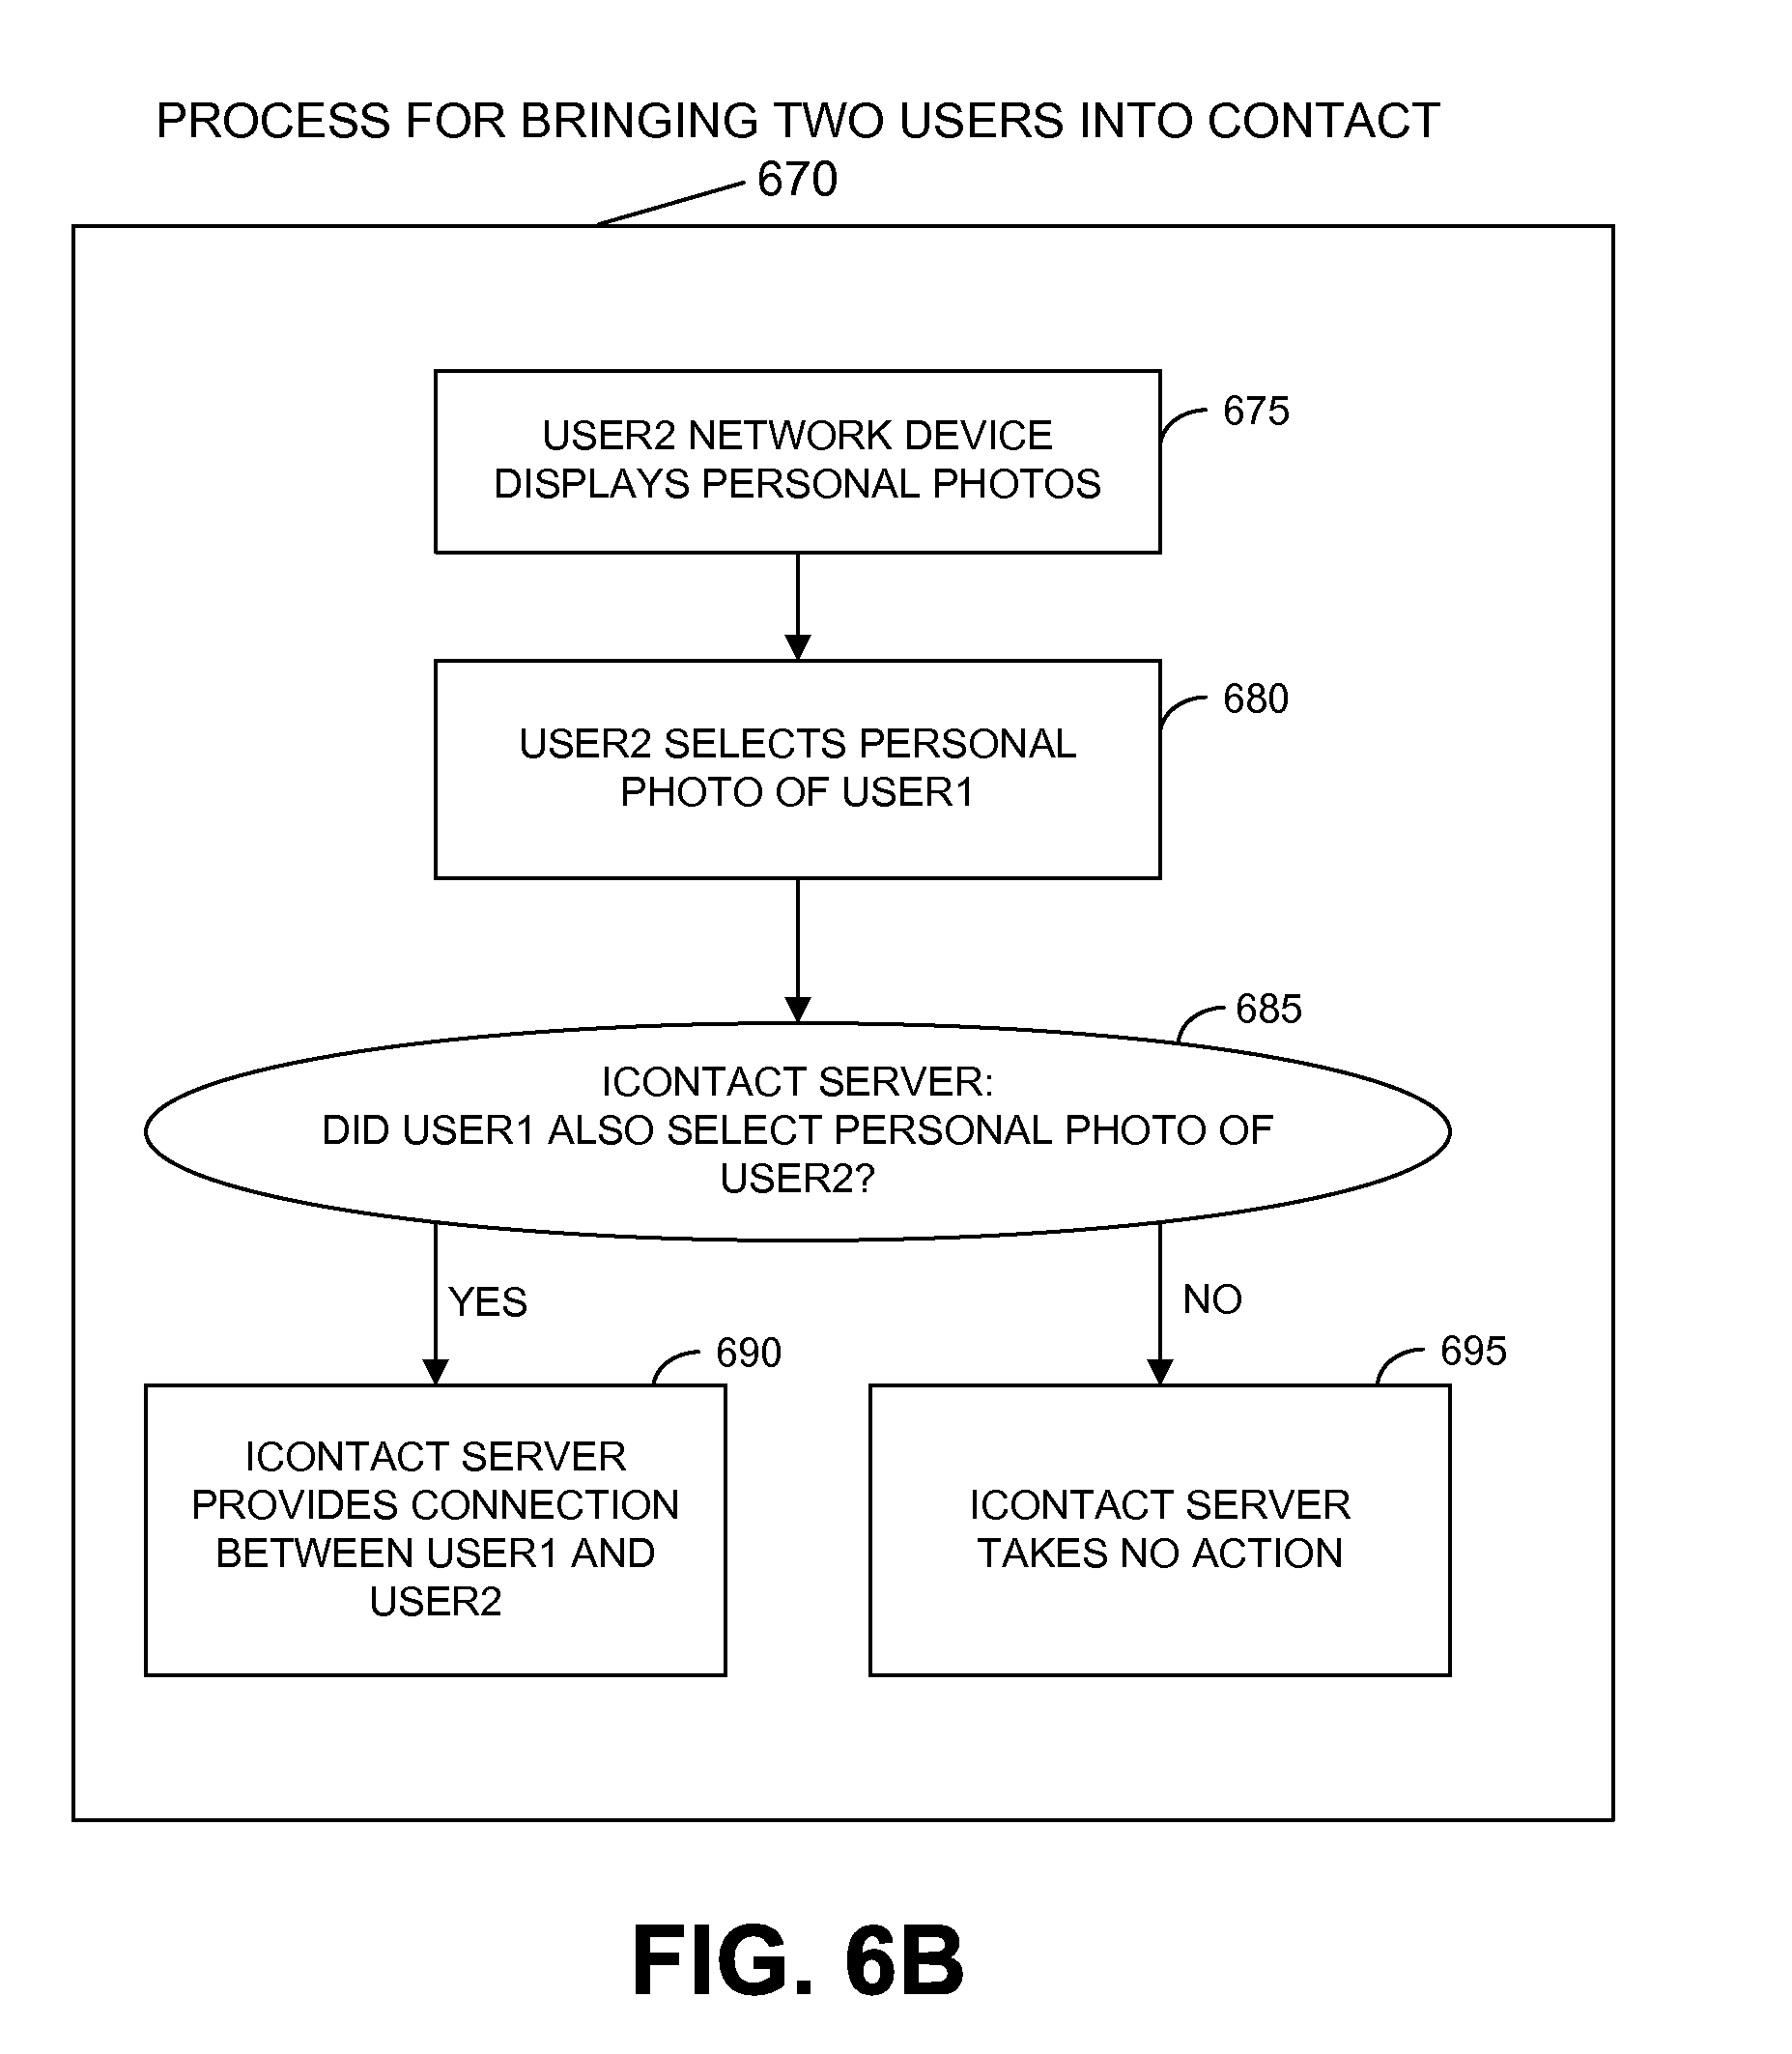 PROCESS FOR BRINGING TWO USERS INTO CONTACT
670
USER2 NETWORK DEVICE
DISPLAYS PERSONAL PHOTOS
675
USER2 SELECTS PERSONAL
PHOTO OF USER1
680
685
ICONTACT SERVER:
DID USER1 ALSO SELECT PERSONAL PHOTO OF
USER2?
YES
NO
690
695
ICONTACT SERVER
PROVIDES CONNECTION
BETWEEN USER1 AND
USER2
ICONTACT SERVER
TAKES NO ACTION
FIG. 6B